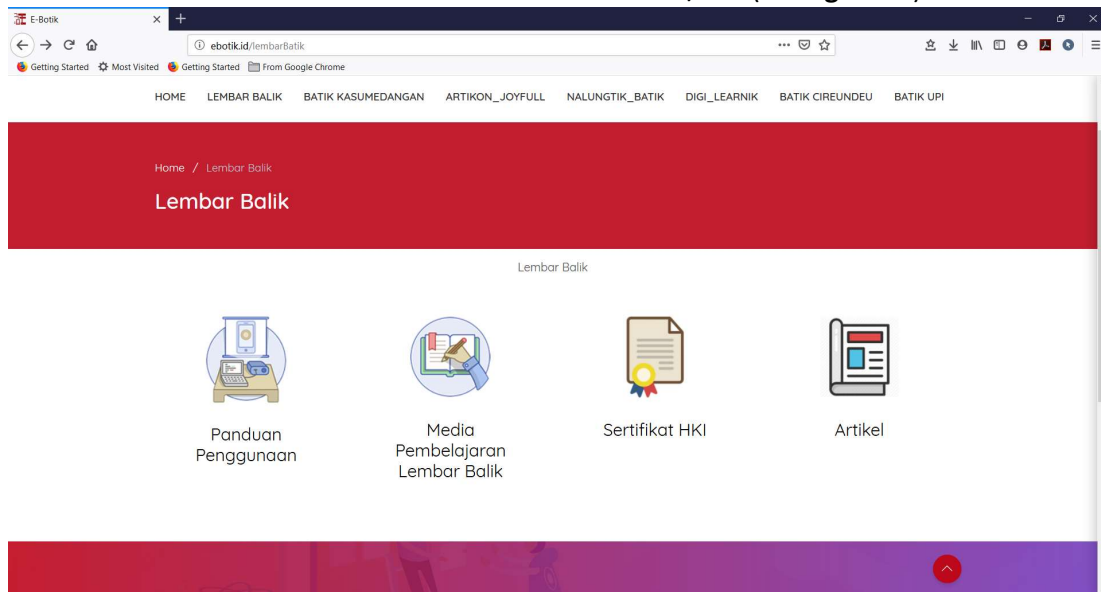 E-Botik
ebotik.id/lembarBatik
Getting Started Most Visited Getting Started From Google Chrome
HOME LEMBAR BALIK BATIK KASUMEDANGAN ARTIKON_JOYFULL NALUNGTIK_BATIK DIGI_LEARNIK BATIK CIREUNDEU BATIK UPI
Home / Lembar Balik
Lembar Balik
Lembar Balik
Panduan
Penggunaan
Media
Pembelajaran
Lembar Balik
Sertifikat HKI
Artikel